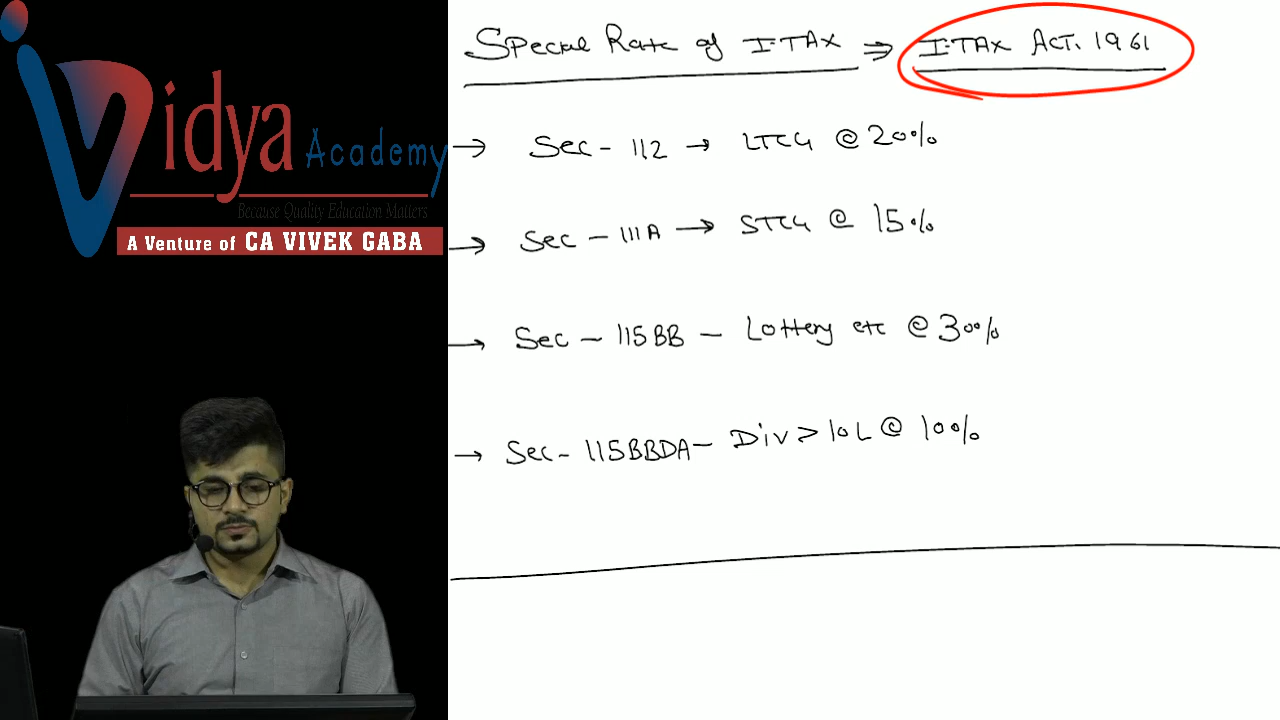 Vidya Academy
Because Quality Education Matters
A Venture of CA VIVEK GABA
Special Rate of I-TAX ⇒ I-TAX ACT. 1961
→ Sec - 112 → LTCG @ 20%
→ Sec - 111A → STCG @ 15%
→ Sec - 115BB - Lottery etc @ 30%
→ Sec - 115BBDA - Div > 10L @ 10%